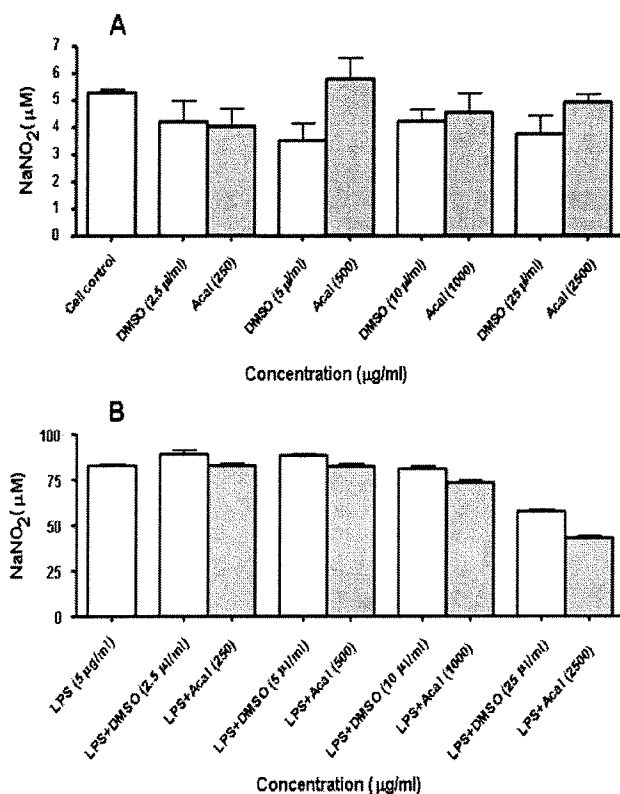 A
NaNO2 (μM)
7
6
5
4
3
2
1
0
Cell control
DMSO (2.5 μl/ml)
Acal (250)
DMSO (5 μl/ml)
Acal (500)
DMSO (10 μl/ml)
Acal (1000)
DMSO (25 μl/ml)
Acal (2500)
Concentration (μg/ml)
B
NaNO2 (μM)
100
75
50
25
0
LPS (5 μg/ml)
LPS+DMSO (2.5 μl/ml)
LPS+Acal (250)
LPS+DMSO (5 μl/ml)
LPS+Acal (500)
LPS+DMSO (10 μl/ml)
LPS+Acal (1000)
LPS+DMSO (25 μl/ml)
LPS+Acal (2500)
Concentration (μg/ml)